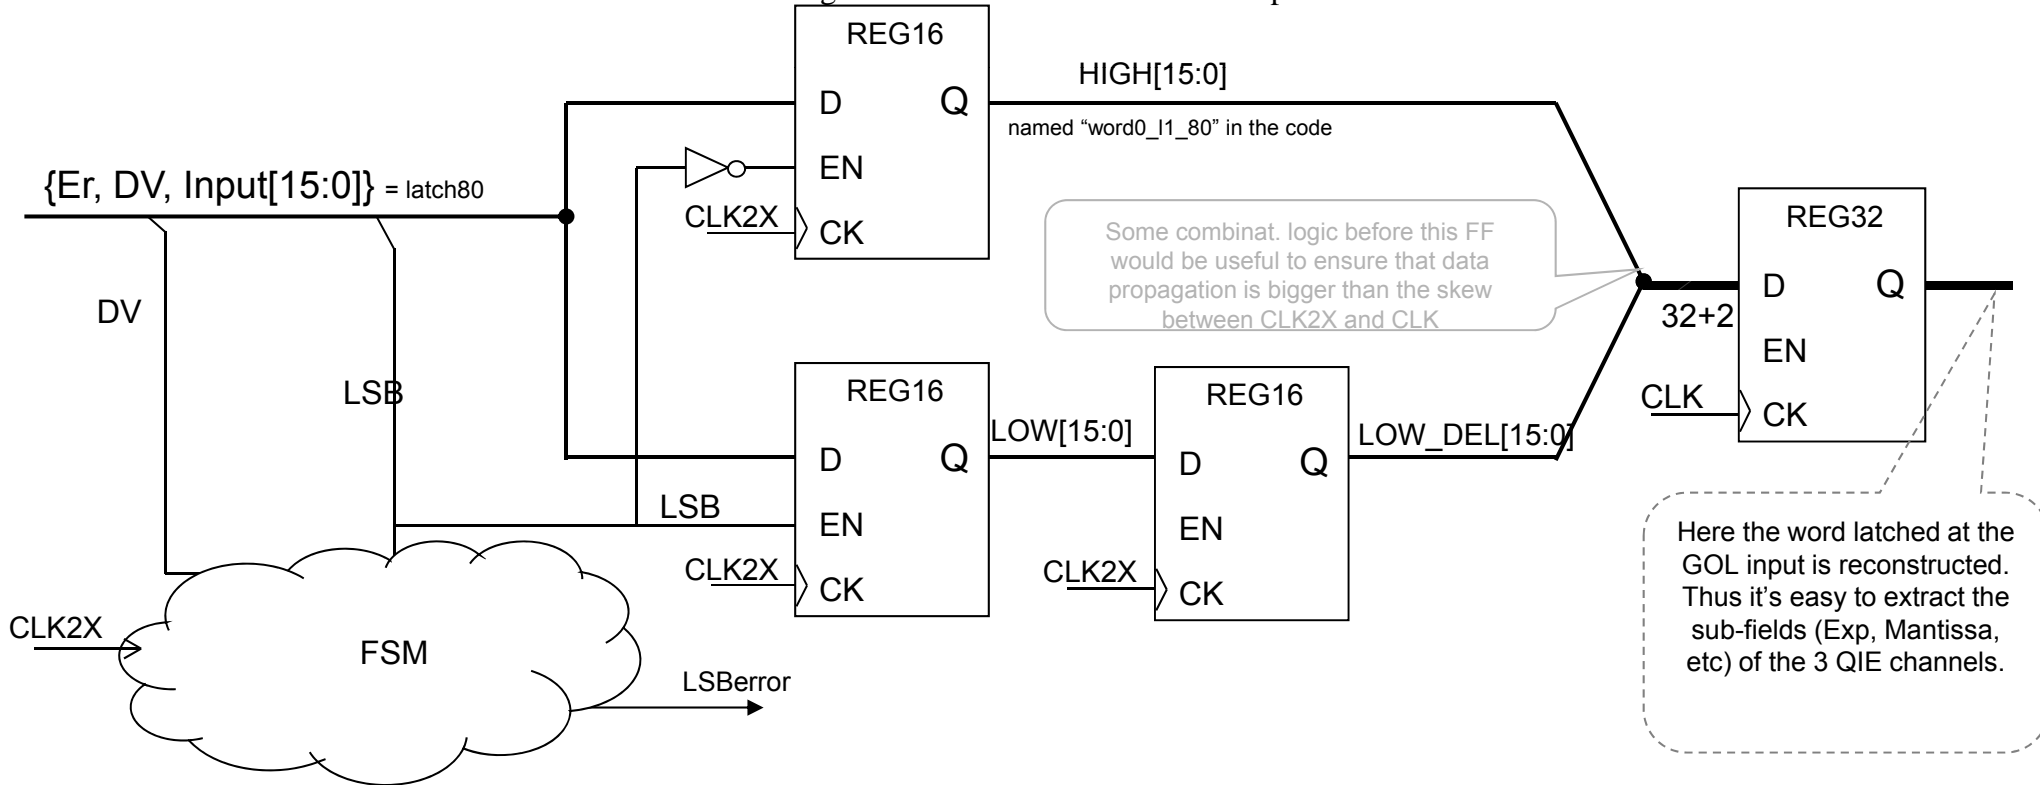 REG16
D Q
EN
CLK2X
CK
HIGH[15:0]
named “word0_l1_80” in the code
{Er, DV, Input[15:0]} = latch80
DV
LSB
Some combinat. logic before this FF
would be useful to ensure that data
propagation is bigger than the skew
between CLK2X and CLK
REG32
D Q
32+2
EN
CLK
CK
REG16
D Q
LSB
EN
CLK2X
CK
LOW[15:0]
REG16
D Q
EN
CLK2X
CK
LOW_DEL[15:0]
Here the word latched at the
GOL input is reconstructed.
Thus it’s easy to extract the
sub-fields (Exp, Mantissa,
etc) of the 3 QIE channels.
CLK2X
FSM
LSBerror